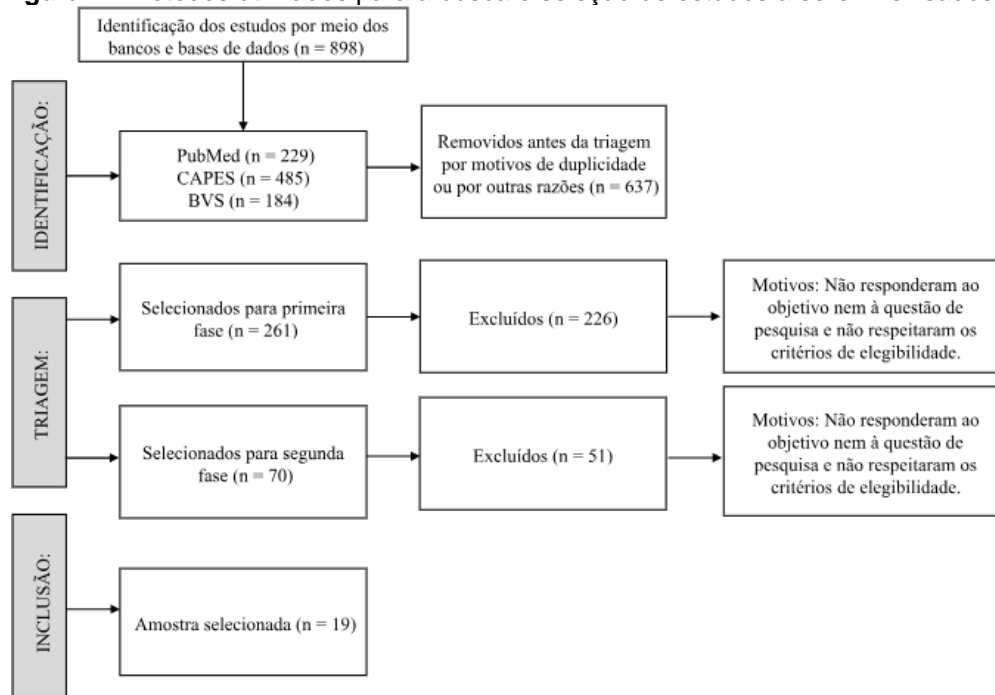 Identificação dos estudos por meio dos
bancos e bases de dados (n = 898)
IDENTIFICAÇÃO:
PubMed (n = 229)
CAPES (n = 485)
BVS (n = 184)
Removidos antes da triagem
por motivos de duplicidade
ou por outras razões (n = 637)
TRIAGEM:
Selecionados para primeira
fase (n = 261)
Excluídos (n = 226)
Motivos: Não responderam ao
objetivo nem à questão de
pesquisa e não respeitaram os
critérios de elegibilidade.
Selecionados para segunda
fase (n = 70)
Excluídos (n = 51)
Motivos: Não responderam ao
objetivo nem à questão de
pesquisa e não respeitaram os
critérios de elegibilidade.
INCLUSÃO:
Amostra selecionada (n = 19)